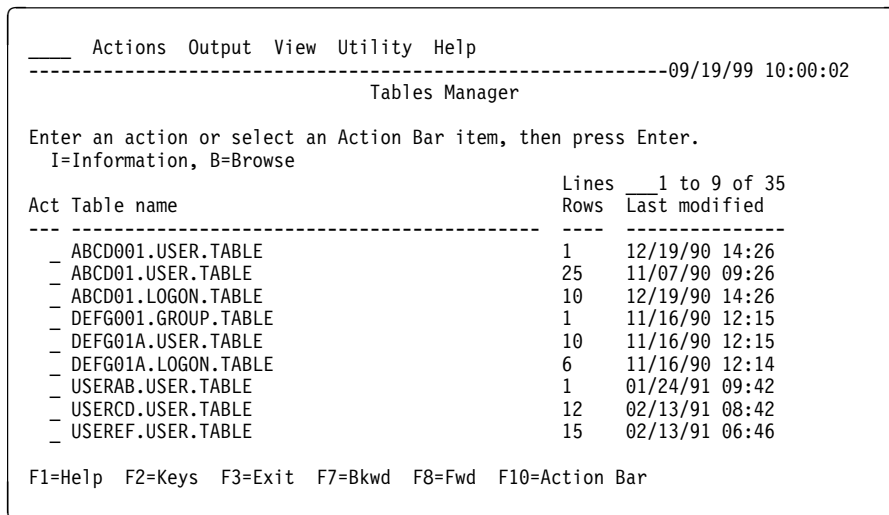 ____  Actions  Output  View  Utility  Help
------------------------------------------------------------09/19/99 10:00:02
Tables Manager
Enter an action or select an Action Bar item, then press Enter.
I=Information, B=Browse
Lines ___1 to 9 of 35
Act Table name Rows Last modified
--- -------------------------------------------- ---- ---------------
_ ABCD001.USER.TABLE 1 12/19/90 14:26
_ ABCD01.USER.TABLE 25 11/07/90 09:26
_ ABCD01.LOGON.TABLE 10 12/19/90 14:26
_ DEFG001.GROUP.TABLE 1 11/16/90 12:15
_ DEFG01A.USER.TABLE 10 11/16/90 12:15
_ DEFG01A.LOGON.TABLE 6 11/16/90 12:14
_ USERAB.USER.TABLE 1 01/24/91 09:42
_ USERCD.USER.TABLE 12 02/13/91 08:42
_ USEREF.USER.TABLE 15 02/13/91 06:46
F1=Help  F2=Keys  F3=Exit  F7=Bkwd  F8=Fwd  F10=Action Bar